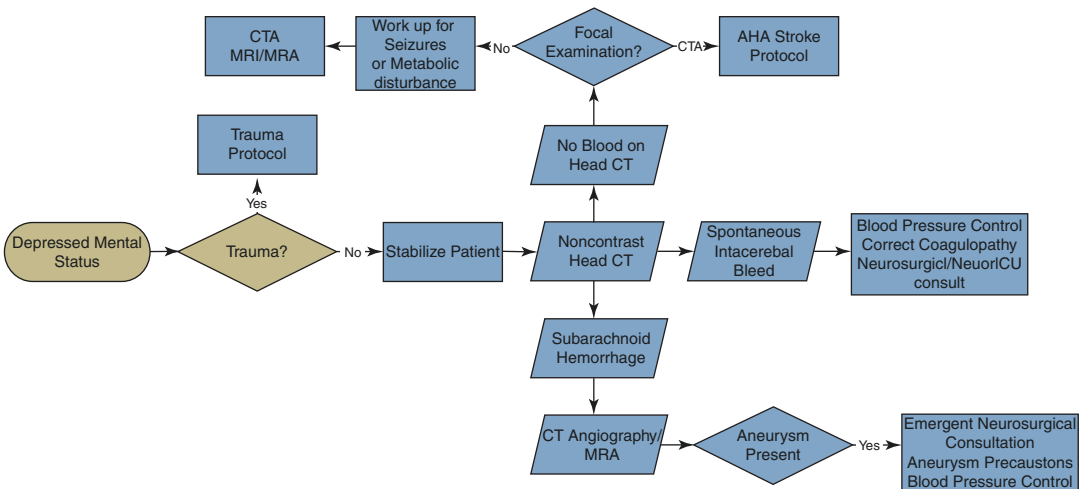 CTA
MRI/MRA
Work up for
Seizures
or Metabolic
disturbance
No
Focal
Examination?
CTA
AHA Stroke
Protocol
Trauma
Protocol
No Blood on
Head CT
Yes
Depressed Mental
Status
Trauma?
No
Stabilize Patient
Noncontrast
Head CT
Spontaneous
Intacerebral
Bleed
Blood Pressure Control
Correct Coagulopathy
Neurosurgicl/NeuorlCU
consult
Subarachnoid
Hemorrhage
CT Angiography/
MRA
Aneurysm
Present
Yes
Emergent Neurosurgical
Consultation
Aneurysm Precaustons
Blood Pressure Control